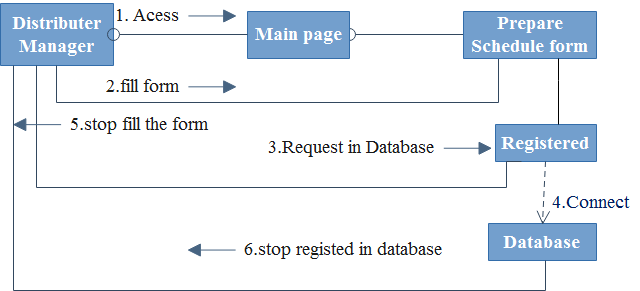 Distributer
Manager
1. Acess
Main page
Prepare
Schedule form
2.fill form
5.stop fill the form
3.Request in Database
Registered
4.Connect
Database
6.stop registed in database